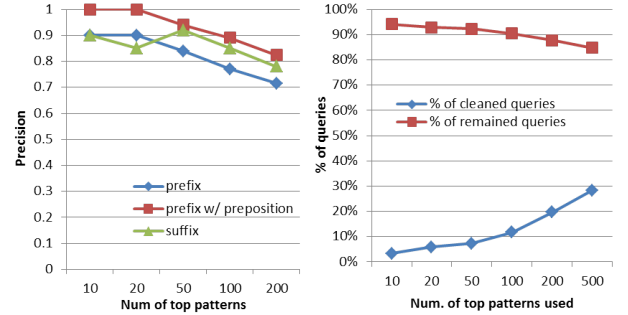 1
0.9
0.8
0.7
0.6
0.5
0.4
0.3
0.2
0.1
0
Precision
prefix
prefix w/ preposition
suffix
10 20 50 100 200
Num of top patterns
100%
90%
80%
70%
60%
50%
40%
30%
20%
10%
0%
% of queries
% of cleaned queries
% of remained queries
10 20 50 100 200 500
Num. of top patterns used